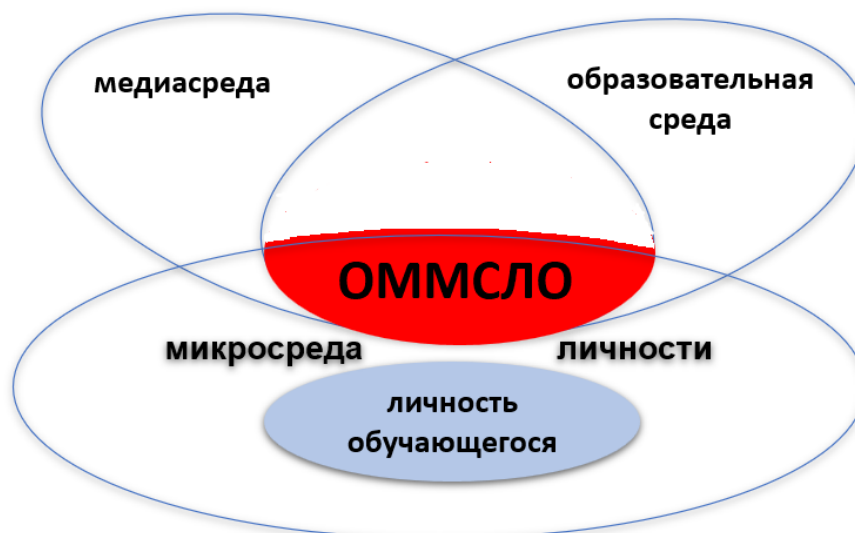 медиасреда
образовательная
среда
ОММСЛО
микросреда личности
личность
обучающегося